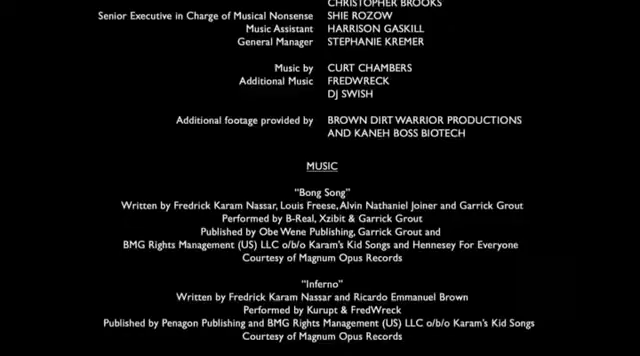 CHRISTOPHER BROOKS
Senior Executive in Charge of Musical Nonsense SHIE ROZOW
Music Assistant HARRISON GASKILL
General Manager STEPHANIE KREMER
Music by CURT CHAMBERS
Additional Music FREDWRECK
DJ SWISH
Additional footage provided by BROWN DIRT WARRIOR PRODUCTIONS
AND KANEH BOSS BIOTECH
MUSIC
"Bong Song"
Written by Fredrick Karam Nassar, Louis Freese, Alvin Nathaniel Joiner and Garrick Grout
Performed by B-Real, Xzibit & Garrick Grout
Published by Obe Wene Publishing, Garrick Grout and
BMG Rights Management (US) LLC o/b/o Karam's Kid Songs and Hennesey For Everyone
Courtesy of Magnum Opus Records
"Inferno"
Written by Fredrick Karam Nassar and Ricardo Emmanuel Brown
Performed by Kurupt & FredWreck
Published by Penagon Publishing and BMG Rights Management (US) LLC o/b/o Karam's Kid Songs
Courtesy of Magnum Opus Records